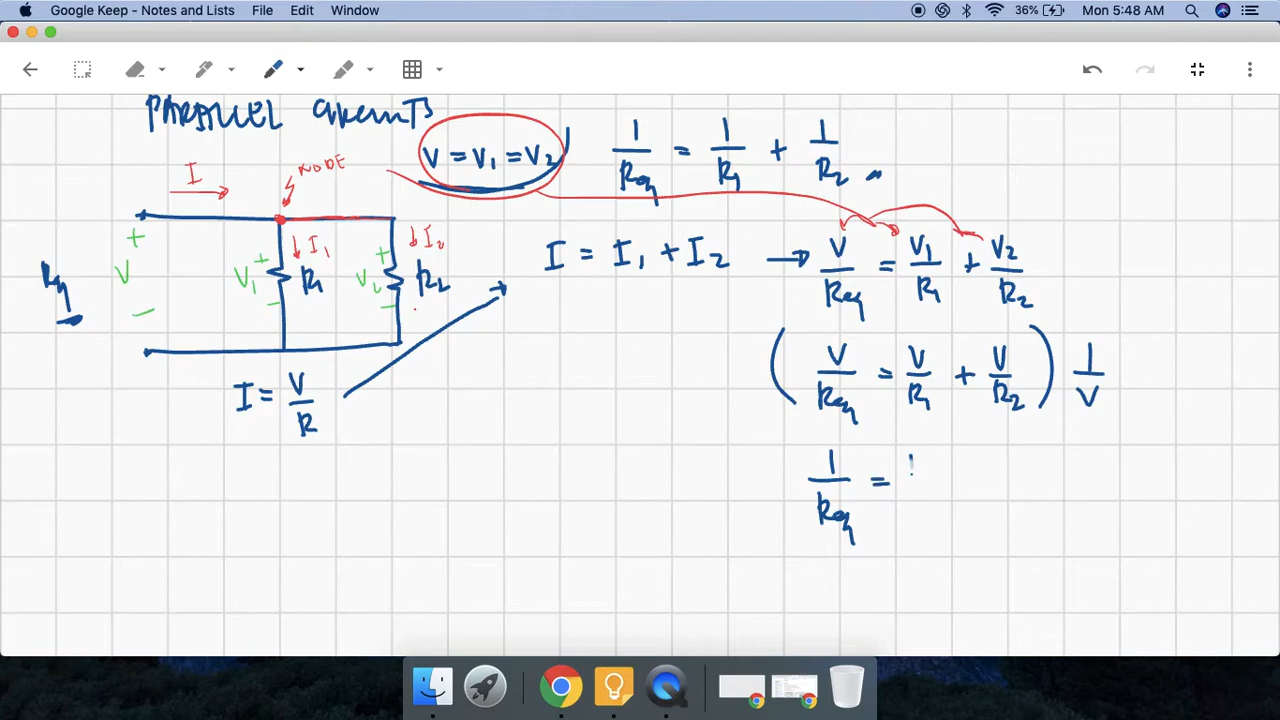 Google Keep - Notes and Lists File Edit Window 36% Mon 5:48 AM
PARALLEL CIRCUITS
V = V1 = V2
1/Req = 1/R1 + 1/R2
I
NODE
I1
I2
+ + +
Req V V1 R1 V2 R2
- - -
I = I1 + I2 → V/Req = V1/R1 + V2/R2
I = V/R
(V/Req = V/R1 + V/R2) 1/V
1/Req =